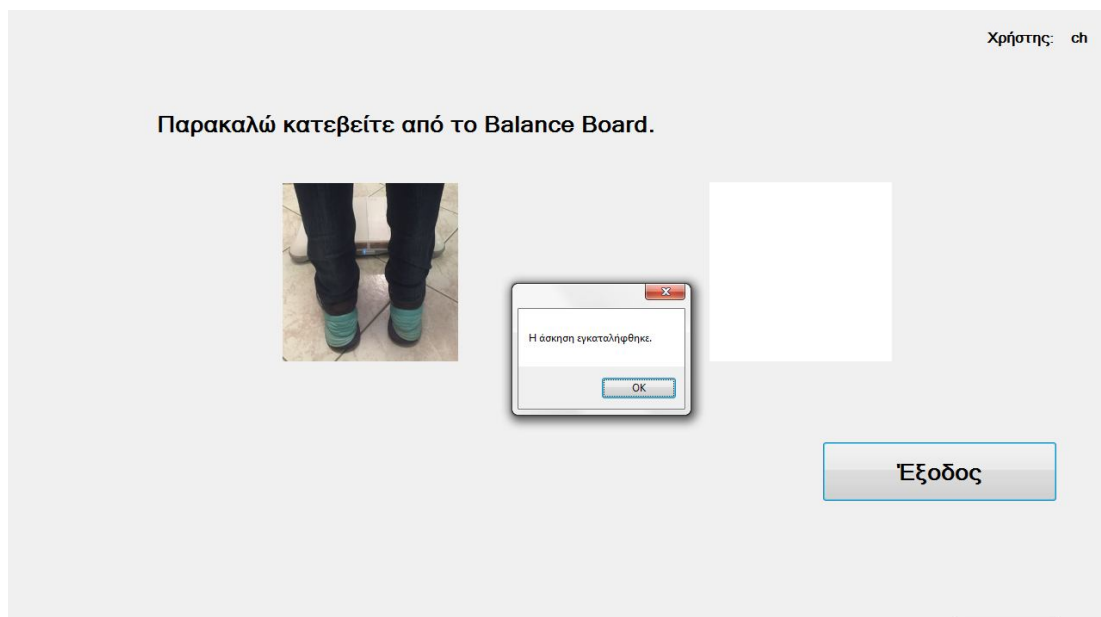 Χρήστης: ch
Παρακαλώ κατεβείτε από το Balance Board.
Η άσκηση εγκαταλήφθηκε.
OK
Έξοδος